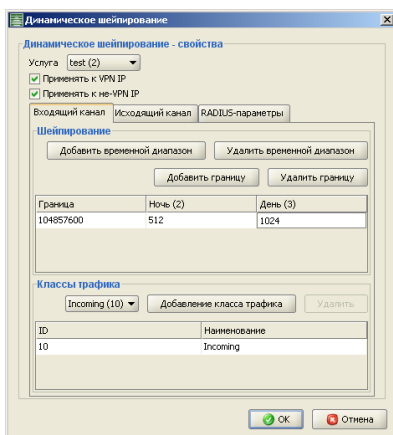 Динамическое шейпирование
Динамическое шейпирование - свойства
Услуга test (2)
Применять к VPN IP
Применять к не-VPN IP
Входящий канал Исходящий канал RADIUS-параметры
Шейпирование
Добавить временной диапазон Удалить временной диапазон
Добавить границу Удалить границу
Граница Ночь (2) День (3)
104857600 512 1024
Классы трафика
Incoming (10) Добавление класса трафика Удалить
ID Наименование
10 Incoming
OK Отмена